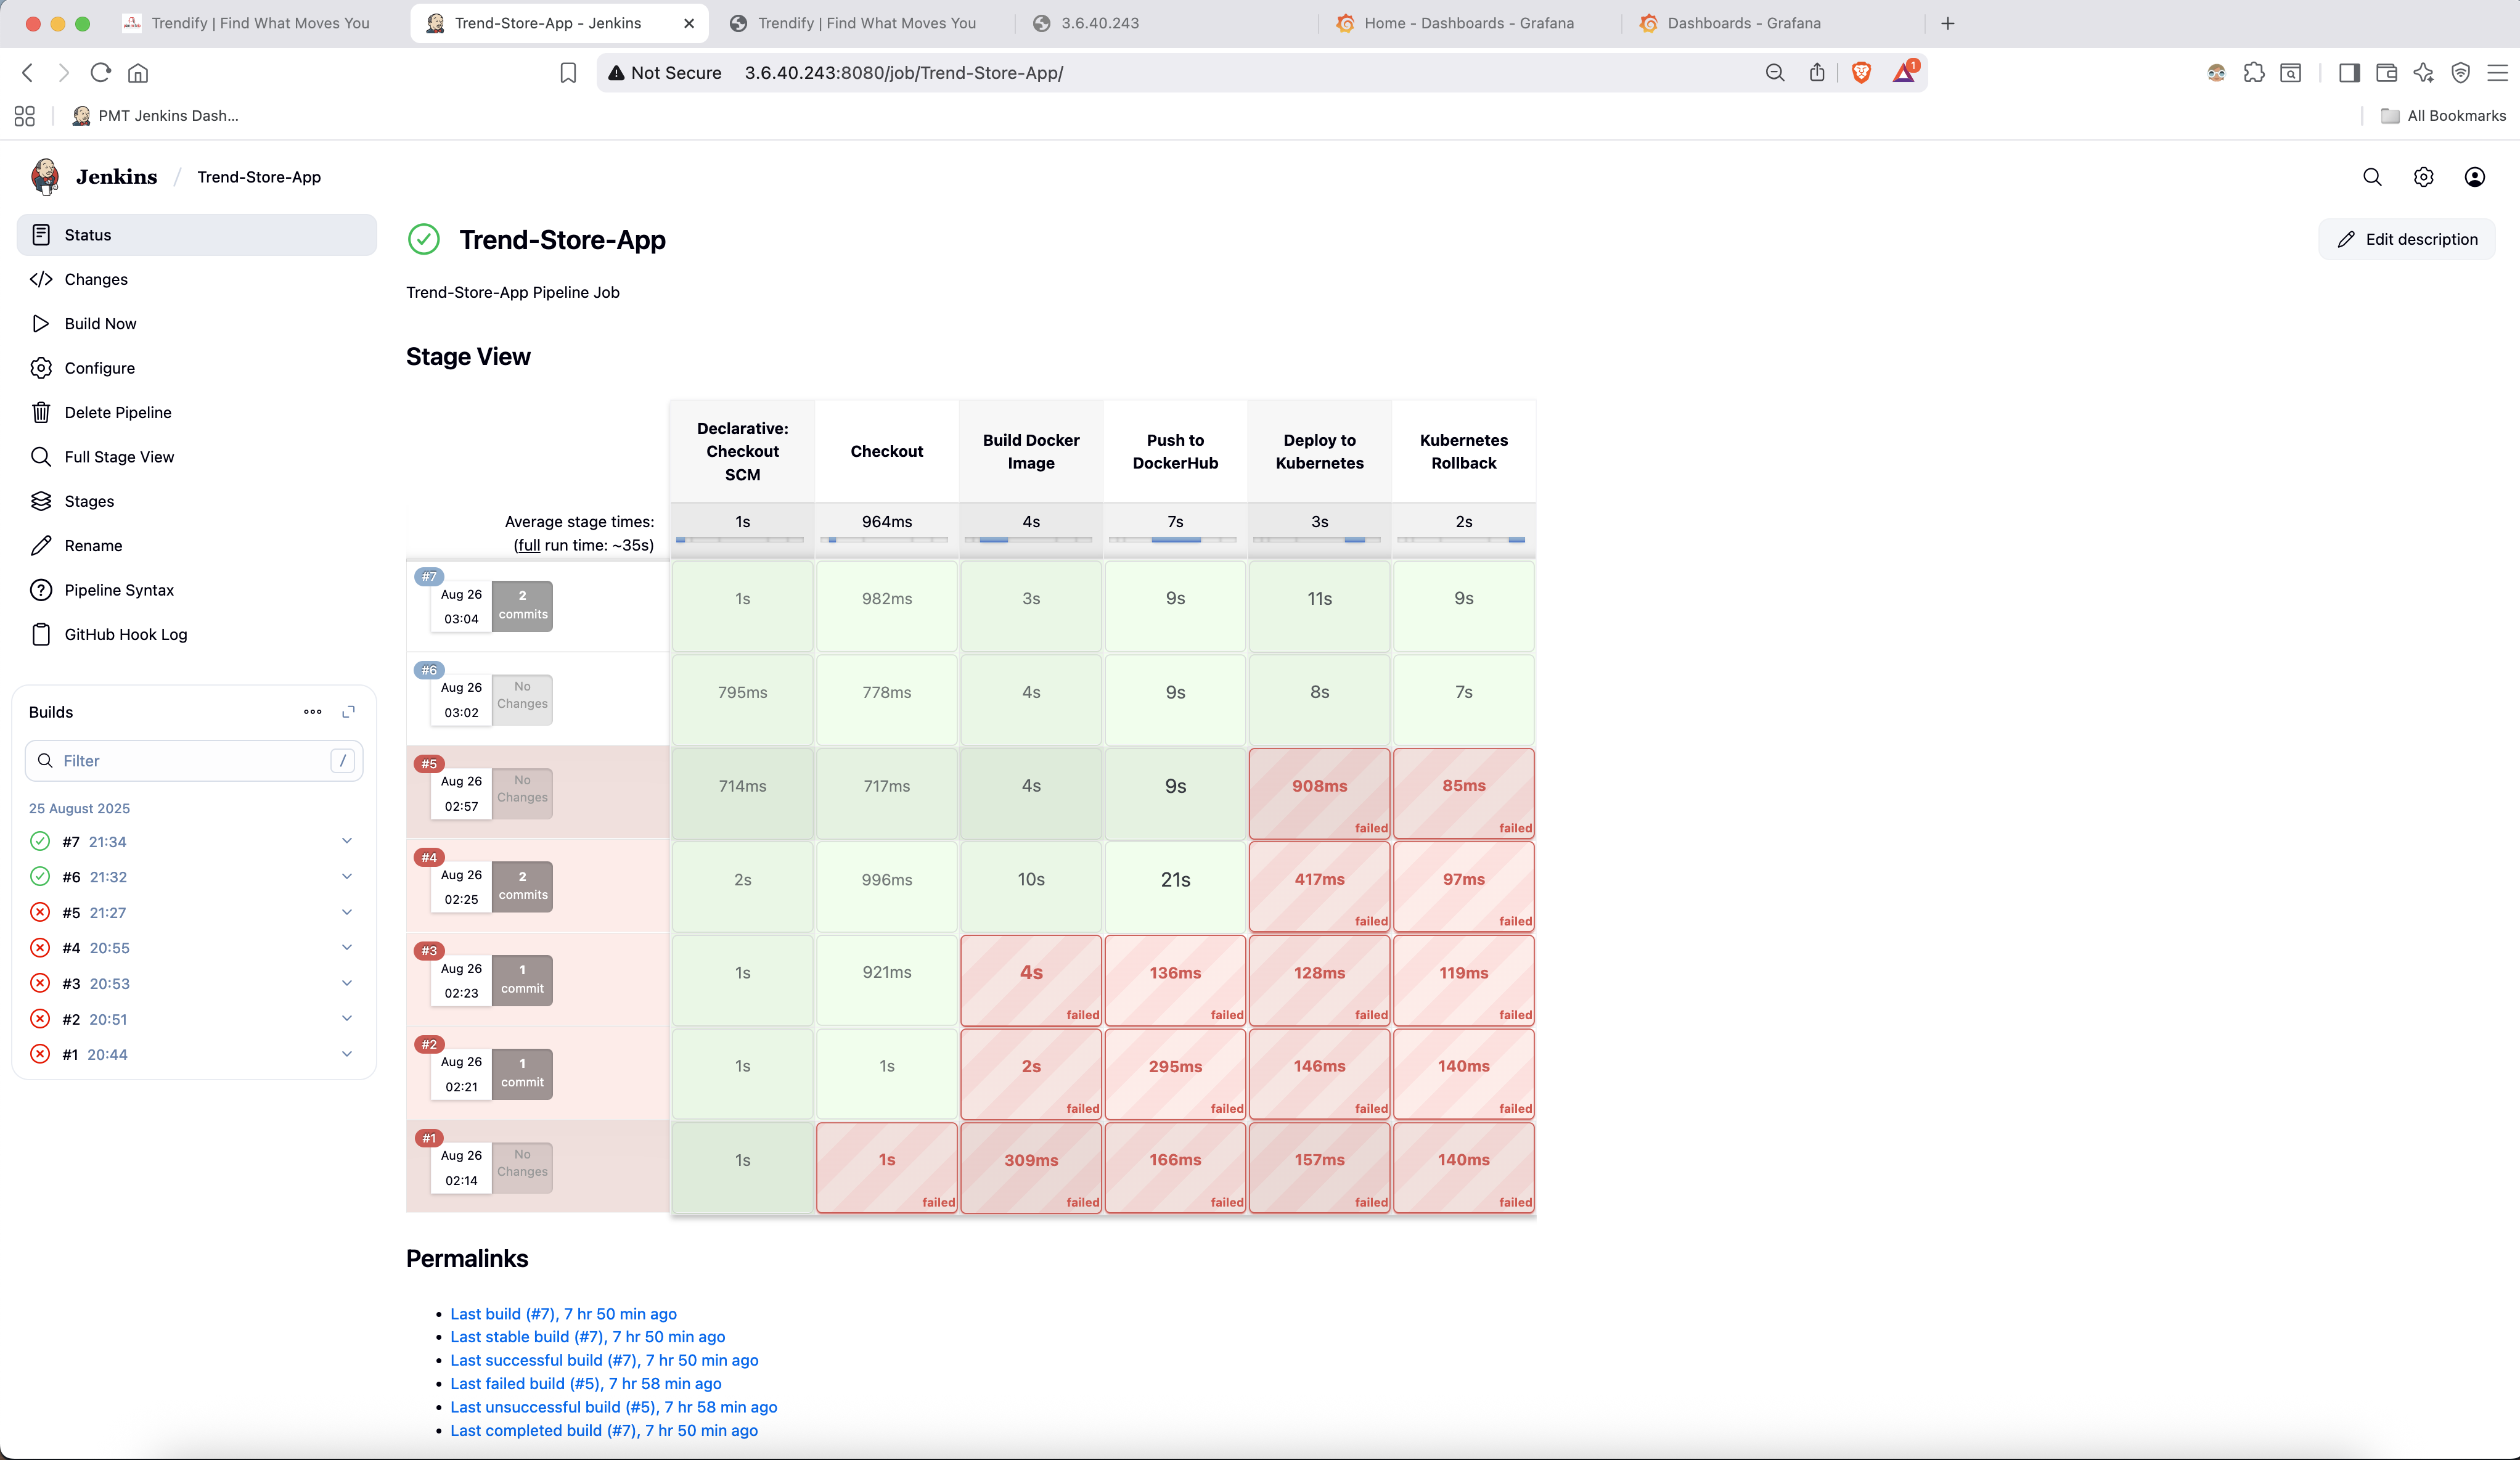 Trendify | Find What Moves You
Trend-Store-App - Jenkins
Trendify | Find What Moves You
3.6.40.243
Home - Dashboards - Grafana
Dashboards - Grafana
Not Secure 3.6.40.243:8080/job/Trend-Store-App/
1
PMT Jenkins Dash...
All Bookmarks
Jenkins / Trend-Store-App
Status
Changes
Build Now
Configure
Delete Pipeline
Full Stage View
Stages
Rename
Pipeline Syntax
GitHub Hook Log
Builds
Filter /
25 August 2025
#7 21:34
#6 21:32
#5 21:27
#4 20:55
#3 20:53
#2 20:51
#1 20:44
Trend-Store-App
Edit description
Trend-Store-App Pipeline Job
Stage View
Declarative:
Checkout
SCM
Checkout
Build Docker
Image
Push to
DockerHub
Deploy to
Kubernetes
Kubernetes
Rollback
Average stage times:
(full run time: ~35s)
1s 964ms 4s 7s 3s 2s
#7
Aug 26
03:04
2
commits
1s 982ms 3s 9s 11s 9s
#6
Aug 26
03:02
No
Changes
795ms 778ms 4s 9s 8s 7s
#5
Aug 26
02:57
No
Changes
714ms 717ms 4s 9s 908ms 85ms
failed failed
#4
Aug 26
02:25
2
commits
2s 996ms 10s 21s 417ms 97ms
failed failed
#3
Aug 26
02:23
1
commit
1s 921ms 4s 136ms 128ms 119ms
failed failed failed failed
#2
Aug 26
02:21
1
commit
1s 1s 2s 295ms 146ms 140ms
failed failed failed failed
#1
Aug 26
02:14
No
Changes
1s 1s 309ms 166ms 157ms 140ms
failed failed failed failed failed
Permalinks
• Last build (#7), 7 hr 50 min ago
• Last stable build (#7), 7 hr 50 min ago
• Last successful build (#7), 7 hr 50 min ago
• Last failed build (#5), 7 hr 58 min ago
• Last unsuccessful build (#5), 7 hr 58 min ago
• Last completed build (#7), 7 hr 50 min ago